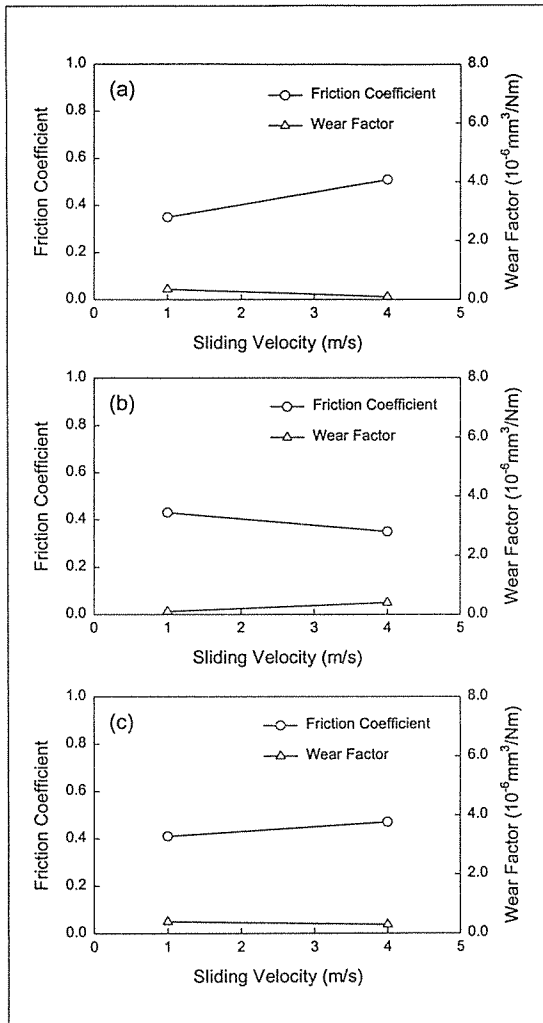 (a)
Friction Coefficient
Wear Factor
1.0
0.8
0.6
0.4
0.2
0.0
8.0
6.0
4.0
2.0
0.0
0 1 2 3 4 5
Friction Coefficient
Wear Factor (10⁻⁶mm³/Nm)
Sliding Velocity (m/s)
(b)
Friction Coefficient
Wear Factor
1.0
0.8
0.6
0.4
0.2
0.0
8.0
6.0
4.0
2.0
0.0
0 1 2 3 4 5
Friction Coefficient
Wear Factor (10⁻⁶mm³/Nm)
Sliding Velocity (m/s)
(c)
Friction Coefficient
Wear Factor
1.0
0.8
0.6
0.4
0.2
0.0
8.0
6.0
4.0
2.0
0.0
0 1 2 3 4 5
Friction Coefficient
Wear Factor (10⁻⁶mm³/Nm)
Sliding Velocity (m/s)